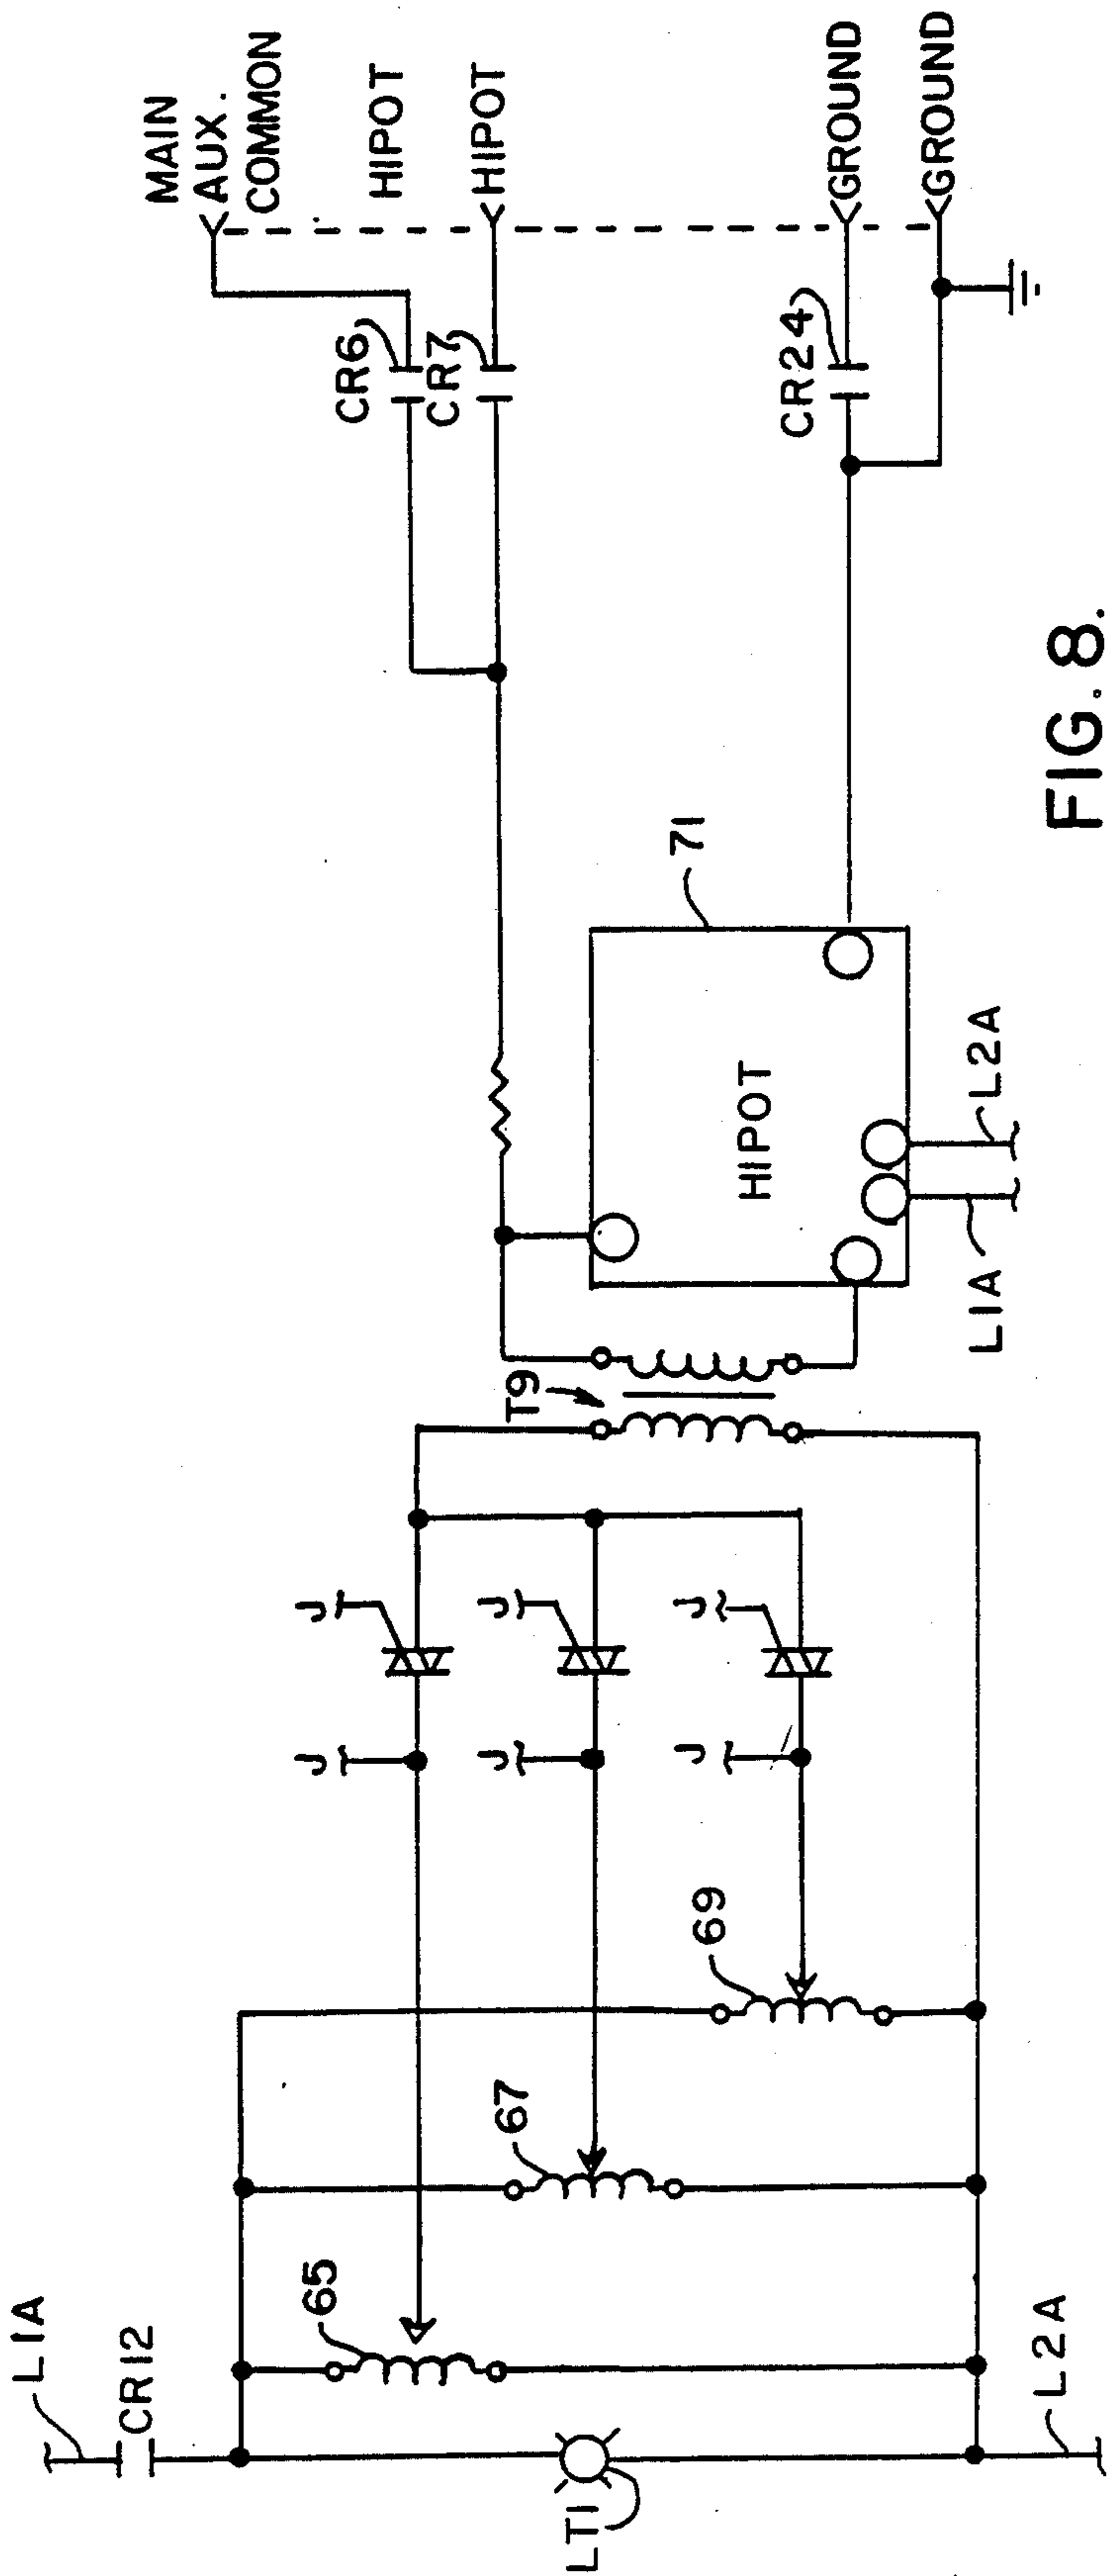 L1A
CR12
LT1
L2A
65
67
69
J
J
J
J
J
J
T9
HIPOT
71
L1A
L2A
CR6
CR7
CR24
MAIN
AUX.
COMMON
HIPOT
HIPOT
GROUND
GROUND
FIG. 8.